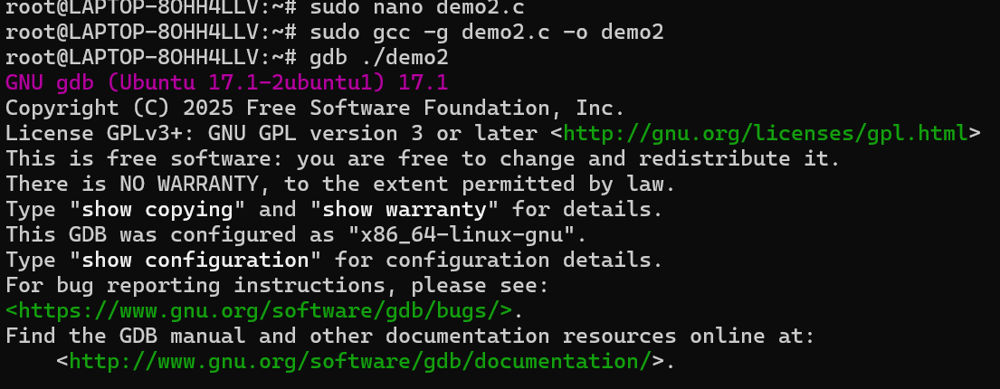 root@LAPTOP-8OHH4LLV:~# sudo nano demo2.c
root@LAPTOP-8OHH4LLV:~# sudo gcc -g demo2.c -o demo2
root@LAPTOP-8OHH4LLV:~# gdb ./demo2
GNU gdb (Ubuntu 17.1-2ubuntu1) 17.1
Copyright (C) 2025 Free Software Foundation, Inc.
License GPLv3+: GNU GPL version 3 or later <http://gnu.org/licenses/gpl.html>
This is free software: you are free to change and redistribute it.
There is NO WARRANTY, to the extent permitted by law.
Type "show copying" and "show warranty" for details.
This GDB was configured as "x86_64-linux-gnu".
Type "show configuration" for configuration details.
For bug reporting instructions, please see:
<https://www.gnu.org/software/gdb/bugs/>.
Find the GDB manual and other documentation resources online at:
    <http://www.gnu.org/software/gdb/documentation/>.